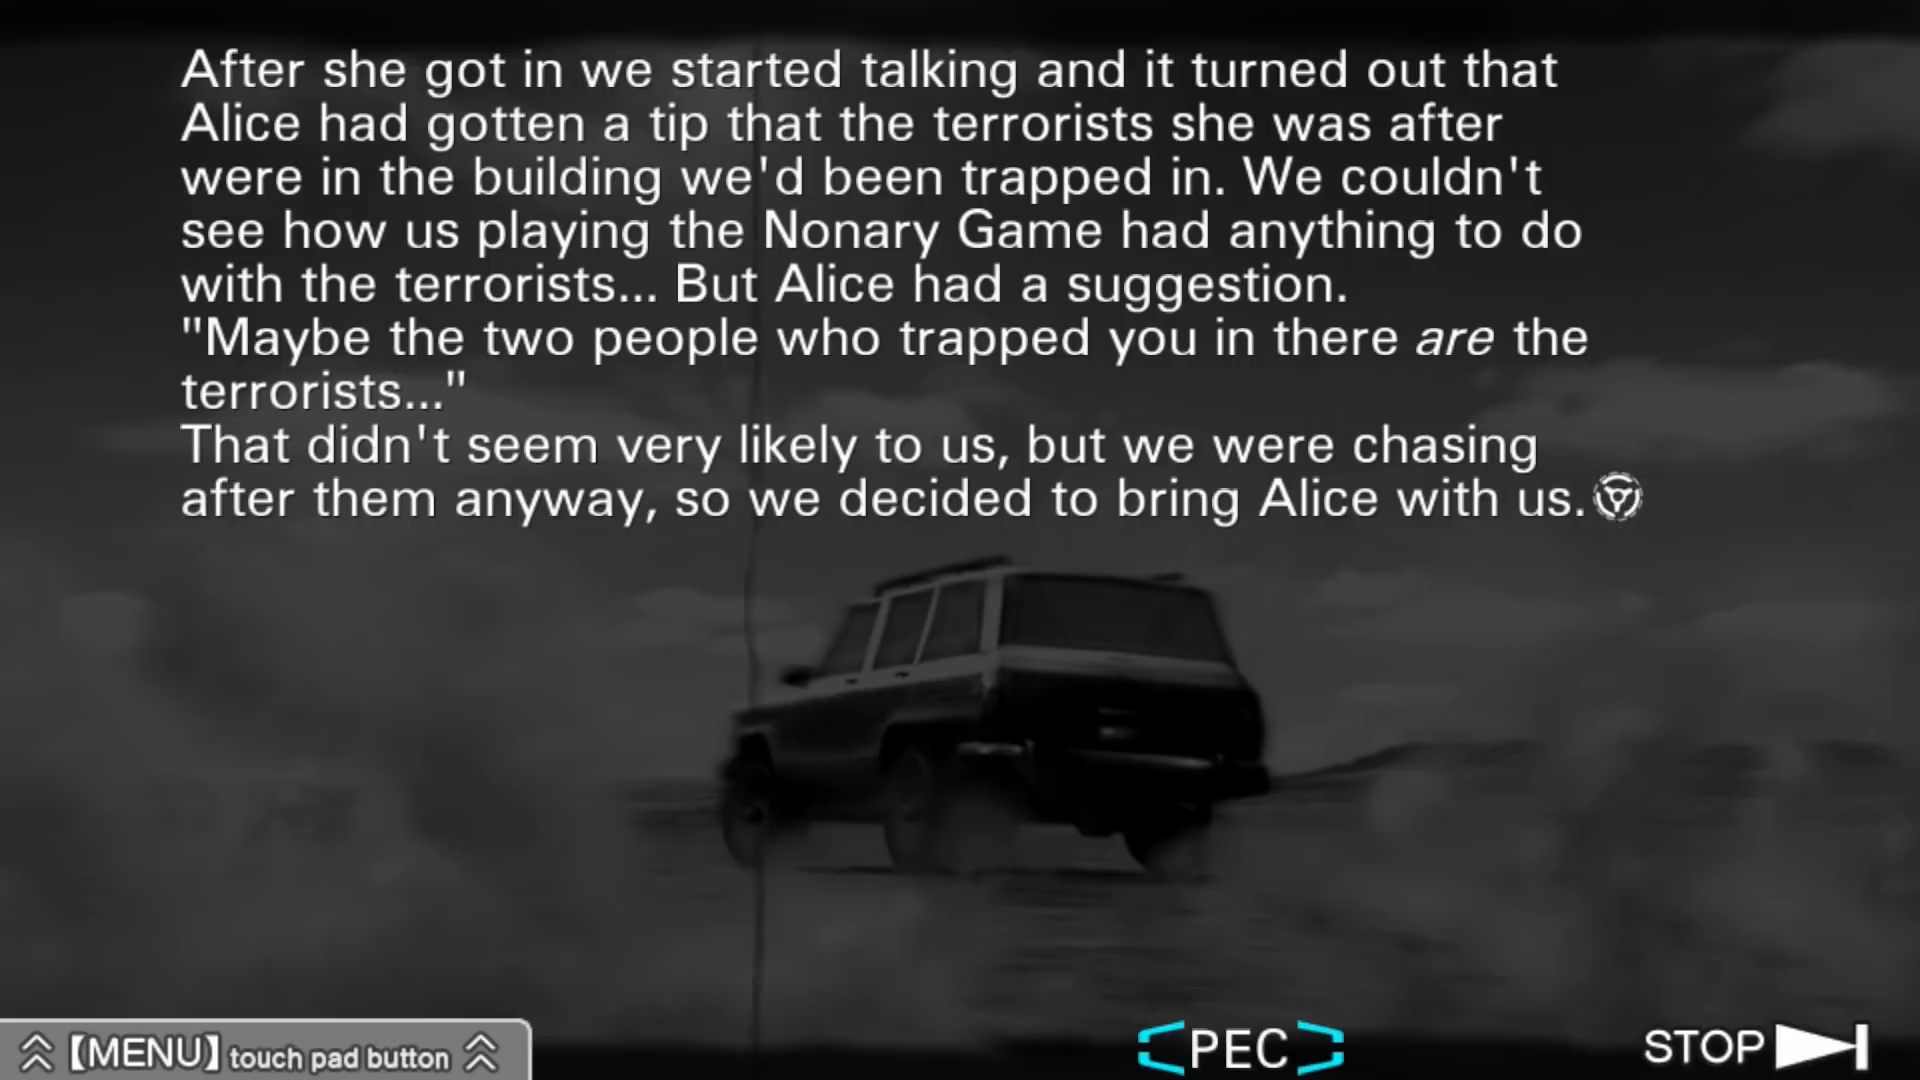 After she got in we started talking and it turned out that
Alice had gotten a tip that the terrorists she was after
were in the building we'd been trapped in. We couldn't
see how us playing the Nonary Game had anything to do
with the terrorists... But Alice had a suggestion.
"Maybe the two people who trapped you in there are the
terrorists..."
That didn't seem very likely to us, but we were chasing
after them anyway, so we decided to bring Alice with us.
【MENU】 touch pad button
PEC
STOP